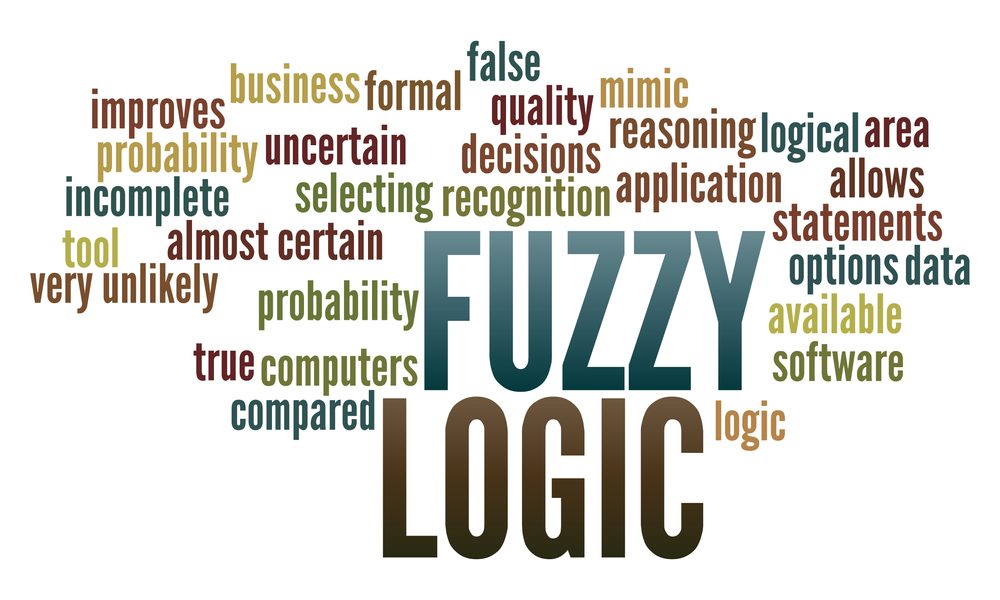 false
business formal
mimic
improves
quality
reasoning logical area
probability uncertain
decisions
incomplete
selecting recognition application
allows
statements
tool
almost certain
FUZZY
options data
very unlikely
probability
available
true computers
software
compared
LOGIC
logic